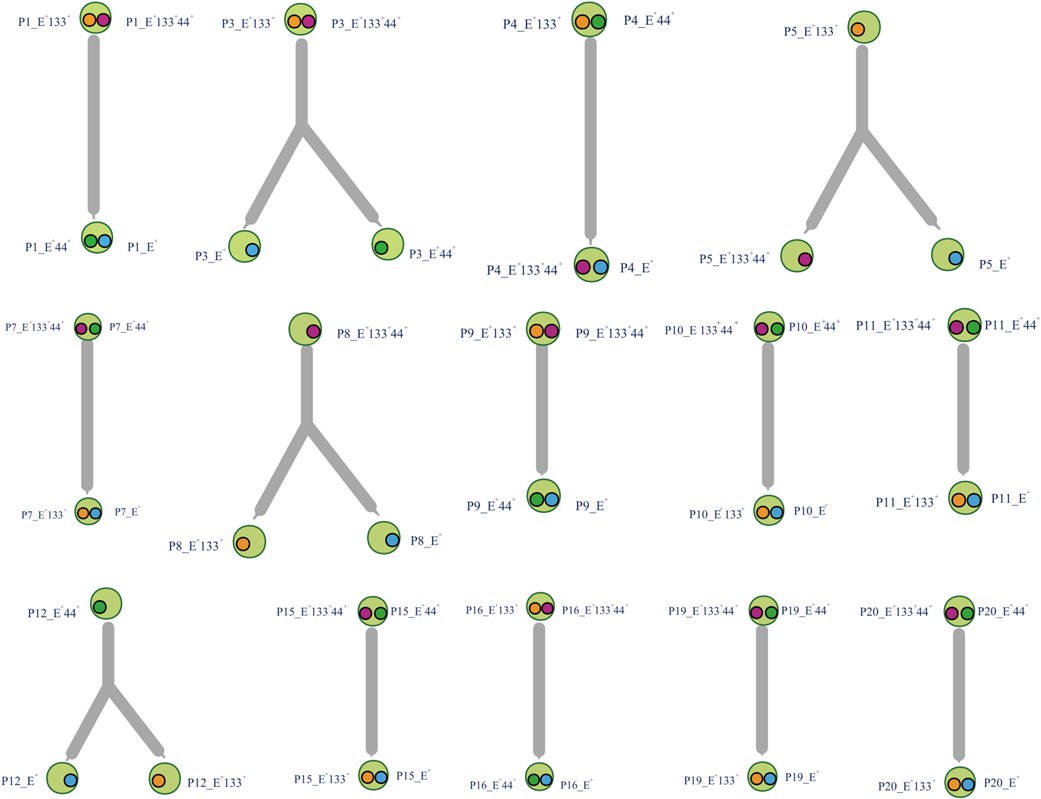 P1_E⁺133⁺ P1_E⁺133⁺44⁺
P3_E⁺133⁺ P3_E⁺133⁺44⁺
P4_E⁺133⁺ P4_E⁺44⁺
P5_E⁺133⁺
P1_E⁺44⁺ P1_E⁺
P3_E⁺ P3_E⁺44⁺
P4_E⁺133⁺44⁺ P4_E⁺
P5_E⁺133⁺44⁺ P5_E⁺
P7_E⁺133⁺44⁺ P7_E⁺44⁺
P8_E⁺133⁺44⁺
P9_E⁺133⁺ P9_E⁺133⁺44⁺
P10_E⁺133⁺44⁺ P10_E⁺44⁺
P11_E⁺133⁺44⁺ P11_E⁺44⁺
P7_E⁺133⁺ P7_E⁺
P8_E⁺133⁺ P8_E⁺
P9_E⁺44⁺ P9_E⁺
P10_E⁺133⁺ P10_E⁺
P11_E⁺133⁺ P11_E⁺
P12_E⁺44⁺
P15_E⁺133⁺44⁺ P15_E⁺44⁺
P16_E⁺133⁺ P16_E⁺133⁺44⁺
P19_E⁺133⁺44⁺ P19_E⁺44⁺
P20_E⁺133⁺44⁺ P20_E⁺44⁺
P12_E⁺ P12_E⁺133⁺
P15_E⁺133⁺ P15_E⁺
P16_E⁺44⁺ P16_E⁺
P19_E⁺133⁺ P19_E⁺
P20_E⁺133⁺ P20_E⁺